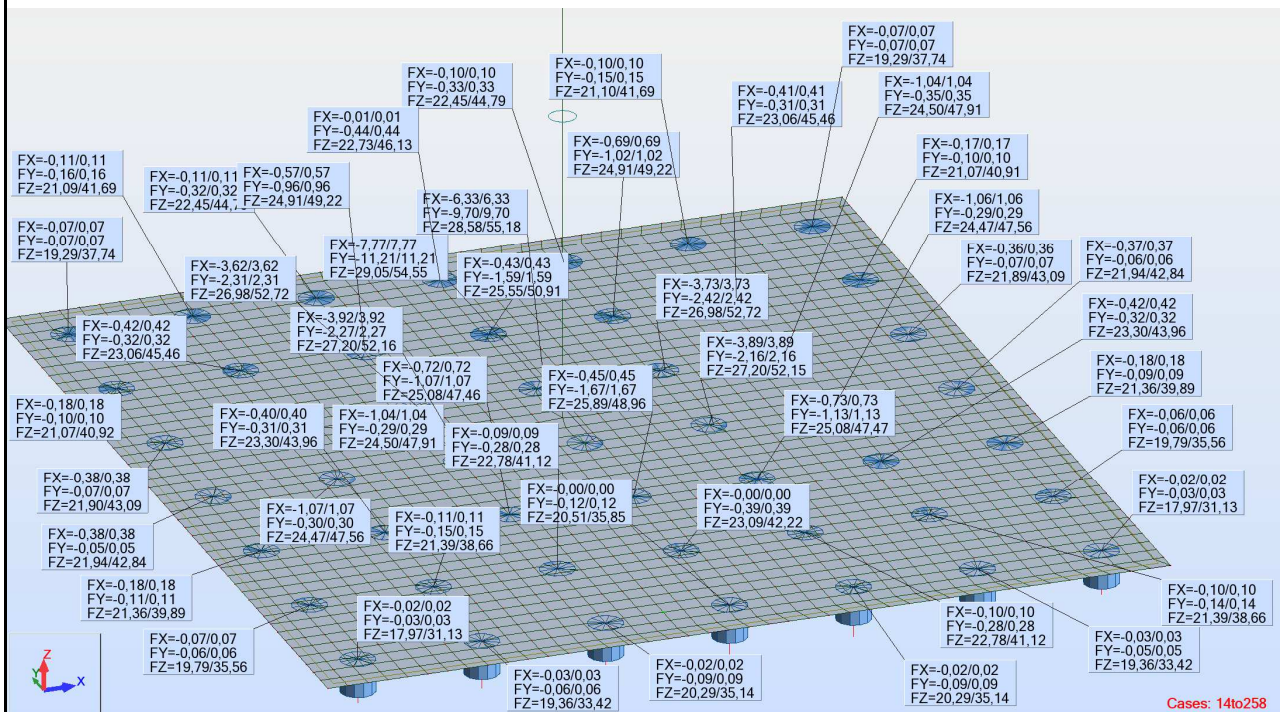 FX=-0,07/0,07
FY=-0,07/0,07
FZ=19,29/37,74
FX=-0,10/0,10
FY=-0,15/0,15
FZ=21,10/41,69
FX=-0,10/0,10
FY=-0,33/0,33
FZ=22,45/44,79
FX=-1,04/1,04
FY=-0,35/0,35
FZ=24,50/47,91
FX=-0,41/0,41
FY=-0,31/0,31
FZ=23,06/45,46
FX=-0,01/0,01
FY=-0,44/0,44
FZ=22,73/46,13
FX=-0,69/0,69
FY=-1,02/1,02
FZ=24,91/49,22
FX=-0,17/0,17
FY=-0,10/0,10
FZ=21,07/40,91
FX=-0,11/0,11
FY=-0,16/0,16
FZ=21,09/41,69
FX=-0,11/0,11
FY=-0,32/0,32
FZ=22,45/44,7
FX=-0,57/0,57
FY=-0,96/0,96
FZ=24,91/49,22
FX=-6,33/6,33
FY=-9,70/9,70
FZ=28,58/55,18
FX=-1,06/1,06
FY=-0,29/0,29
FZ=24,47/47,56
FX=-0,07/0,07
FY=-0,07/0,07
FZ=19,29/37,74
FX=-7,77/7,77
FY=-11,21/11,21
FZ=29,05/54,55
FX=-0,36/0,36
FY=-0,07/0,07
FZ=21,89/43,09
FX=-0,37/0,37
FY=-0,06/0,06
FZ=21,94/42,84
FX=-3,62/3,62
FY=-2,31/2,31
FZ=26,98/52,72
FX=-0,43/0,43
FY=-1,59/1,59
FZ=25,55/50,91
FX=-3,73/3,73
FY=-2,42/2,42
FZ=26,98/52,72
FX=-0,42/0,42
FY=-0,32/0,32
FZ=23,30/43,96
FX=-0,42/0,42
FY=-0,32/0,32
FZ=23,06/45,46
FX=-3,92/3,92
FY=-2,27/2,27
FZ=27,20/52,16
FX=-3,89/3,89
FY=-2,16/2,16
FZ=27,20/52,15
FX=-0,18/0,18
FY=-0,09/0,09
FZ=21,36/39,89
FX=-0,72/0,72
FY=-1,07/1,07
FZ=25,08/47,46
FX=-0,45/0,45
FY=-1,67/1,67
FZ=25,89/48,96
FX=-0,73/0,73
FY=-1,13/1,13
FZ=25,08/47,47
FX=-0,18/0,18
FY=-0,10/0,10
FZ=21,07/40,92
FX=-0,40/0,40
FY=-0,31/0,31
FZ=23,30/43,96
FX=-1,04/1,04
FY=-0,29/0,29
FZ=24,50/47,91
FX=-0,09/0,09
FY=-0,28/0,28
FZ=22,78/41,12
FX=-0,06/0,06
FY=-0,06/0,06
FZ=19,79/35,56
FX=-0,38/0,38
FY=-0,07/0,07
FZ=21,90/43,09
FX=-0,00/0,00
FY=-0,12/0,12
FZ=20,51/35,85
FX=-0,00/0,00
FY=-0,39/0,39
FZ=23,09/42,22
FX=-0,02/0,02
FY=-0,03/0,03
FZ=17,97/31,13
FX=-1,07/1,07
FY=-0,30/0,30
FZ=24,47/47,56
FX=-0,11/0,11
FY=-0,15/0,15
FZ=21,39/38,66
FX=-0,38/0,38
FY=-0,05/0,05
FZ=21,94/42,84
FX=-0,18/0,18
FY=-0,11/0,11
FZ=21,36/39,89
FX=-0,10/0,10
FY=-0,14/0,14
FZ=21,39/38,66
FX=-0,02/0,02
FY=-0,03/0,03
FZ=17,97/31,13
FX=-0,10/0,10
FY=-0,28/0,28
FZ=22,78/41,12
FX=-0,07/0,07
FY=-0,06/0,06
FZ=19,79/35,56
FX=-0,03/0,03
FY=-0,05/0,05
FZ=19,36/33,42
FX=-0,02/0,02
FY=-0,09/0,09
FZ=20,29/35,14
FX=-0,02/0,02
FY=-0,09/0,09
FZ=20,29/35,14
FX=-0,03/0,03
FY=-0,06/0,06
FZ=19,36/33,42
Z
Y
X
Cases: 14to258